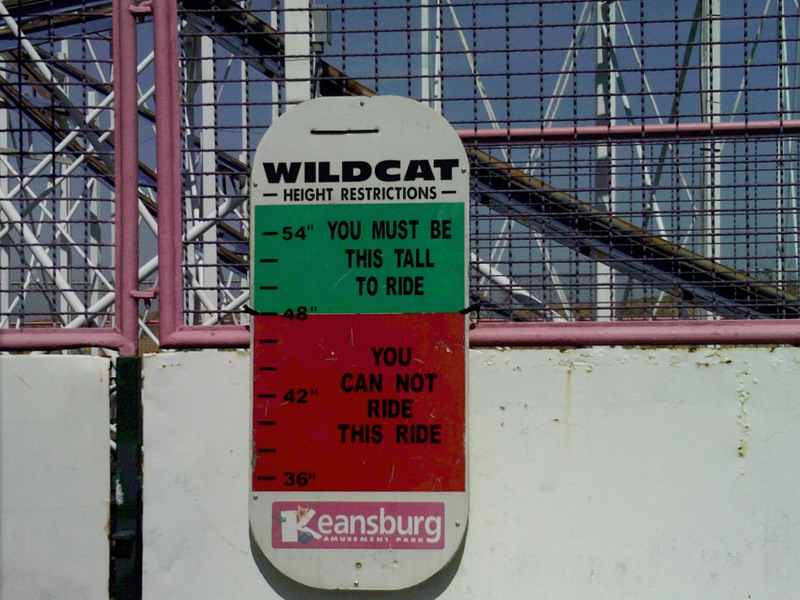 WILDCAT
- HEIGHT RESTRICTIONS -
54" YOU MUST BE
THIS TALL
TO RIDE
48"
YOU
CAN NOT
42" RIDE
THIS RIDE
36"
Keansburg
AMUSEMENT PARK